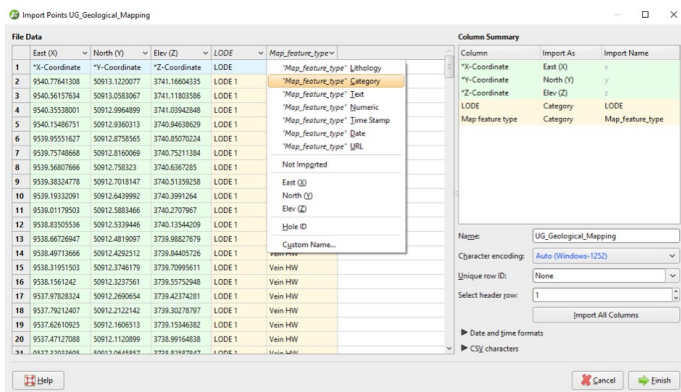 Import Points UG_Geological_Mapping
File Data
East (X) North (Y) Elev (Z) LODE Map_feature_type
1 *X-Coordinate *Y-Coordinate *Z-Coordinate LODE
2 9540.77641308 50913.1220077 3741.16604335 LODE 1
3 9540.56157634 50913.0583067 3741.11803586 LODE 1
4 9540.35538001 50912.9964899 3741.03942848 LODE 1
5 9540.15486751 50912.9360313 3740.94638629 LODE 1
6 9539.95551627 50912.8758565 3740.85070224 LODE 1
7 9539.75748668 50912.8160069 3740.75211384 LODE 1
8 9539.56807666 50912.758323 3740.6367285 LODE 1
9 9539.38324778 50912.7018147 3740.51359258 LODE 1
10 9539.19332091 50912.6439992 3740.3991264 LODE 1
11 9539.01179503 50912.5883466 3740.2707967 LODE 1
12 9538.83505536 50912.5339446 3740.13544209 LODE 1
13 9538.66726947 50912.4819097 3739.98827679 LODE 1
14 9538.49713666 50912.4292512 3739.84405726 LODE 1 Vein HW
15 9538.31951503 50912.3746179 3739.70995611 LODE 1 Vein HW
16 9538.1561242 50912.3237561 3739.55752948 LODE 1 Vein HW
17 9537.97828324 50912.2690654 3739.42374281 LODE 1 Vein HW
18 9537.79212407 50912.2122142 3739.30278797 LODE 1 Vein HW
19 9537.62610925 50912.1606513 3739.15346382 LODE 1 Vein HW
20 9537.47127088 50912.1120899 3738.99164838 LODE 1 Vein HW
21 LODE 1 Vein HW
"Map_feature_type" Lithology
"Map_feature_type" Category
"Map_feature_type" Text
"Map_feature_type" Numeric
"Map_feature_type" Time Stamp
"Map_feature_type" Date
"Map_feature_type" URL
Not Imported
East (X)
North (Y)
Elev (Z)
Hole ID
Custom Name...
Column Summary
Column Import As Import Name
*X-Coordinate East (X) x
*Y-Coordinate North (Y) y
*Z-Coordinate Elev (Z) z
LODE Category LODE
Map feature type Category Map_feature_type
Name: UG_Geological_Mapping
Character encoding: Auto (Windows-1252)
Unique row ID: None
Select header row: 1
Import All Columns
Date and time formats
CSV characters
Help
Cancel
Finish